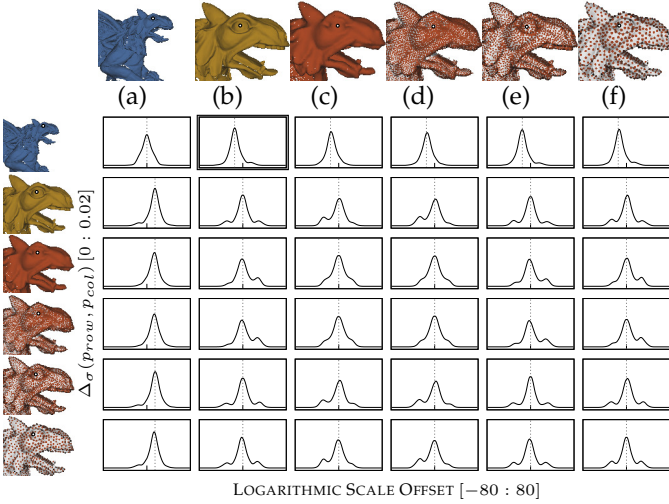 (a) (b) (c) (d) (e) (f)
Δσ(prow, pcol) [0 : 0.02]
LOGARITHMIC SCALE OFFSET [−80 : 80]